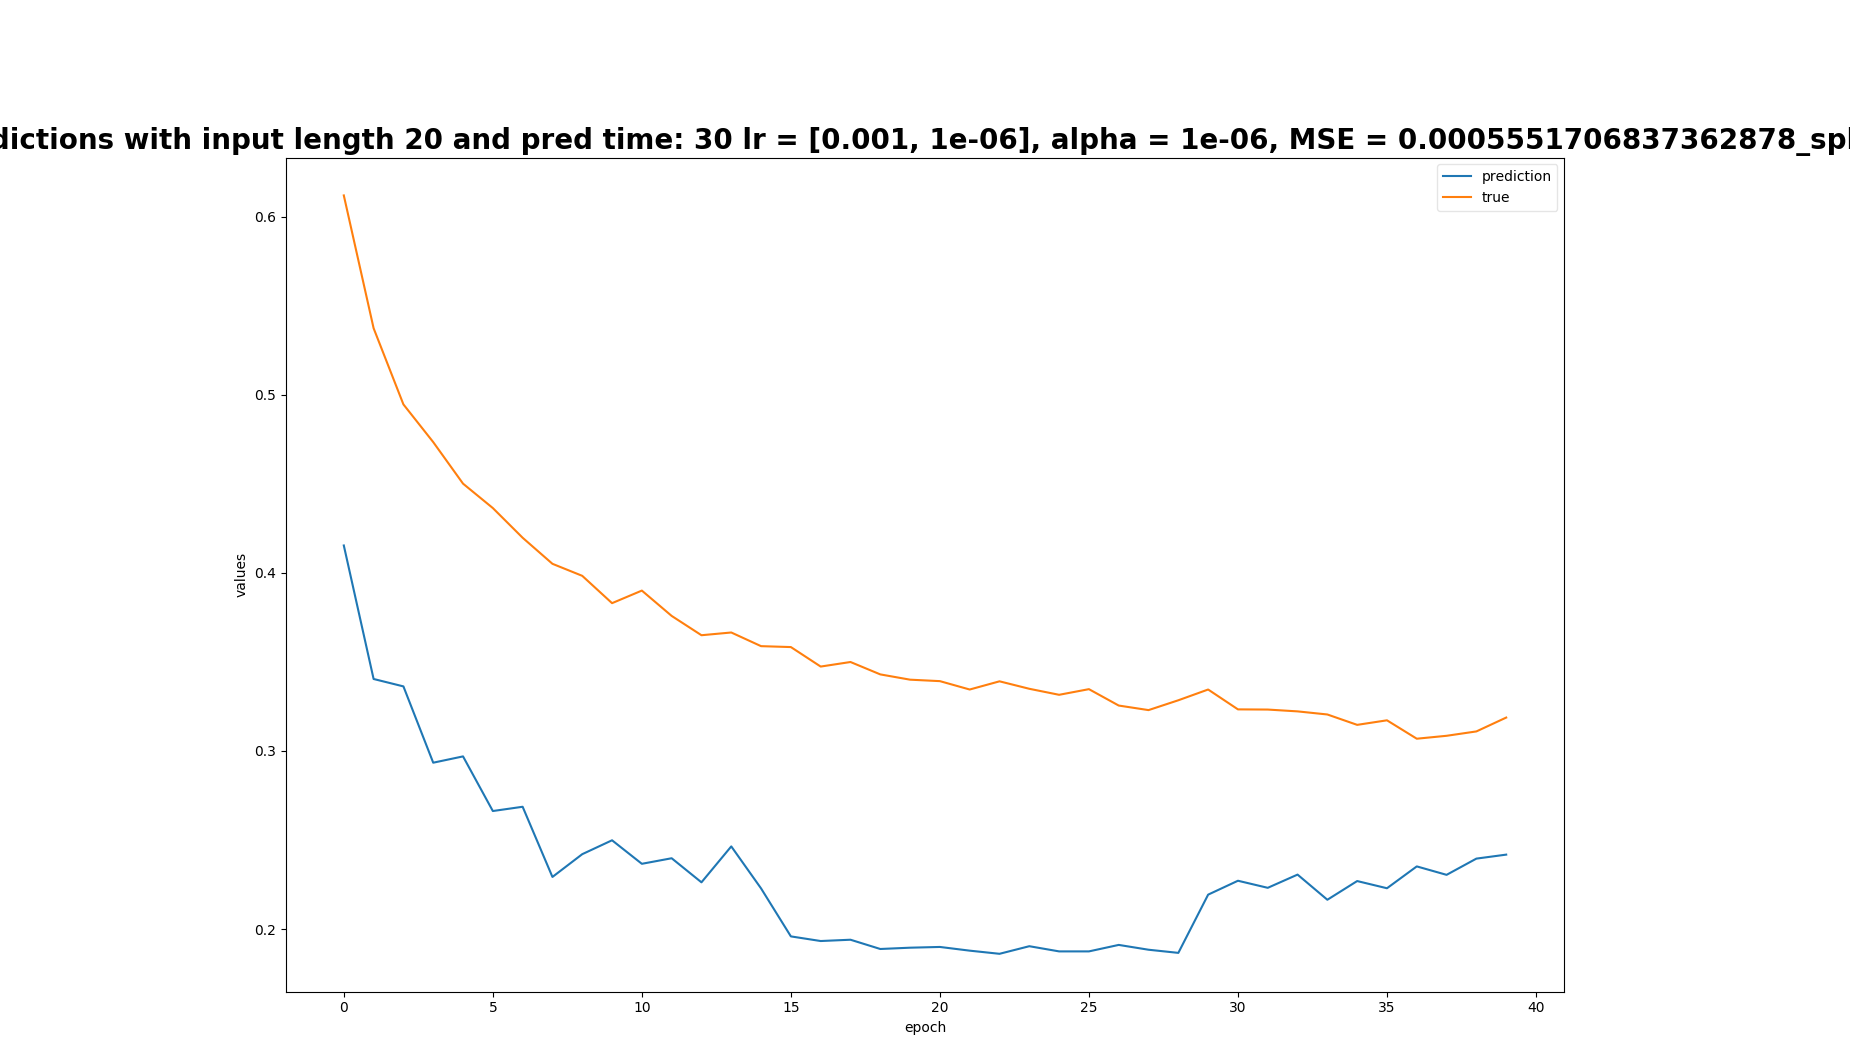 dictions with input length 20 and pred time: 30 lr = [0.001, 1e-06], alpha = 1e-06, MSE = 0.0005551706837362878_spl
prediction
true
0.6
0.5
0.4
0.3
0.2
values
0 5 10 15 20 25 30 35 40
epoch